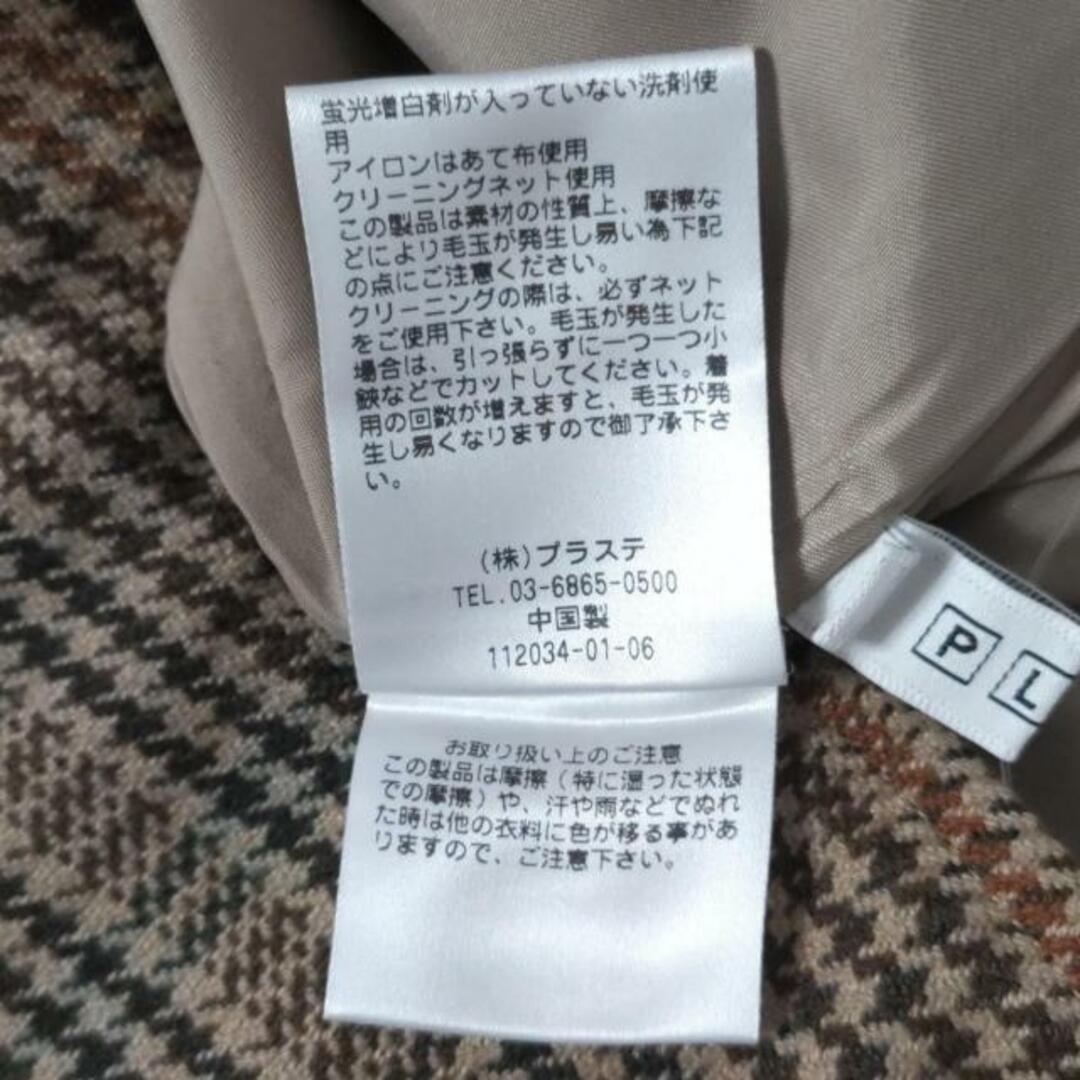 蛍光増白剤が入っていない洗剤使
用
アイロンはあて布使用
クリーニングネット使用
この製品は素材の性質上、摩擦な
どにより毛玉が発生し易い為下記
の点にご注意ください。
クリーニングの際は、必ずネット
をご使用下さい。毛玉が発生した
場合は、引っ張らずに一つ一つ小
鋏などでカットしてください。着
用の回数が増えますと、毛玉が発
生し易くなりますので御了承下さ
い。
(株)プラステ
TEL.03-6865-0500
中国製
112034-01-06
お取り扱い上のご注意
この製品は摩擦(特に湿った状態
での摩擦)や、汗や雨などでぬれ
た時は他の衣料に色が移る事があ
りますので、ご注意下さい。
P L